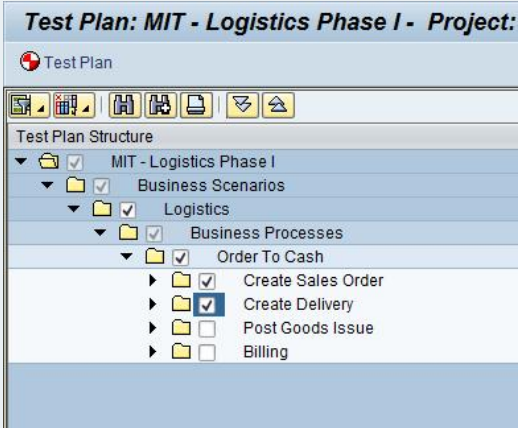 Test Plan: MIT - Logistics Phase I - Project:
Test Plan
Test Plan Structure
MIT - Logistics Phase I
Business Scenarios
Logistics
Business Processes
Order To Cash
Create Sales Order
Create Delivery
Post Goods Issue
Billing